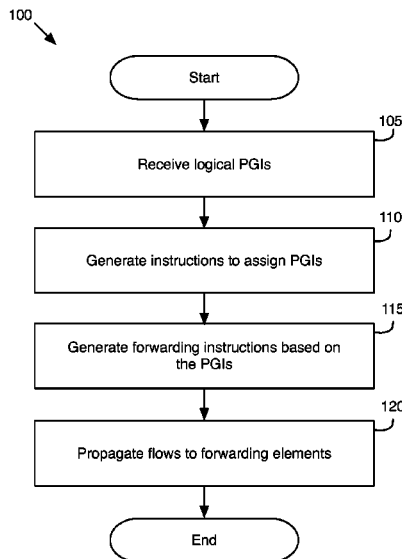 100
Start
105
Receive logical PGIs
110
Generate instructions to assign PGIs
115
Generate forwarding instructions based on
the PGIs
120
Propagate flows to forwarding elements
End